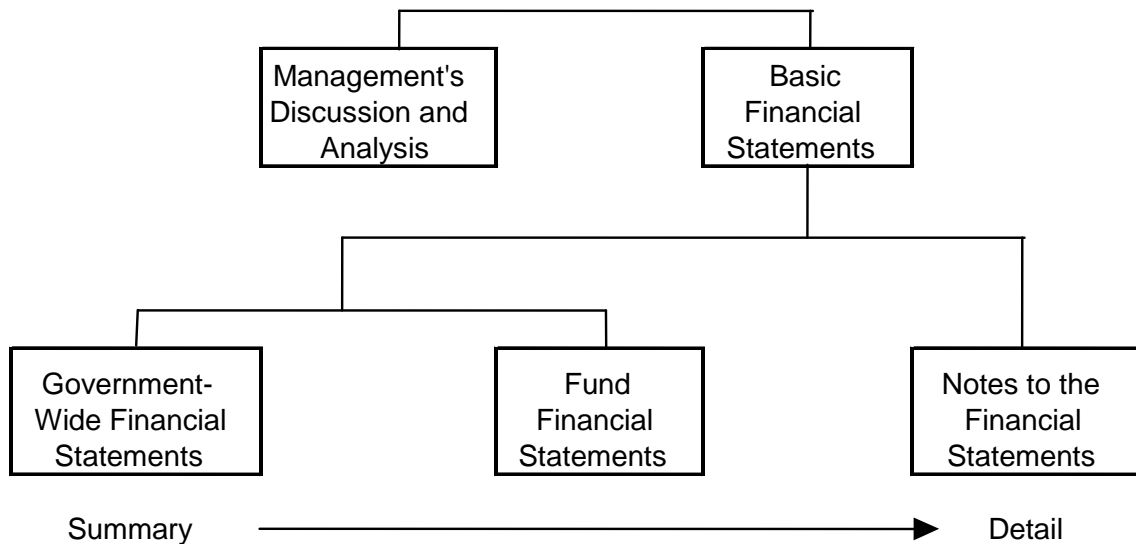 Management's
Discussion and
Analysis
Basic
Financial
Statements
Government-
Wide Financial
Statements
Fund
Financial
Statements
Notes to the
Financial
Statements
Summary
Detail